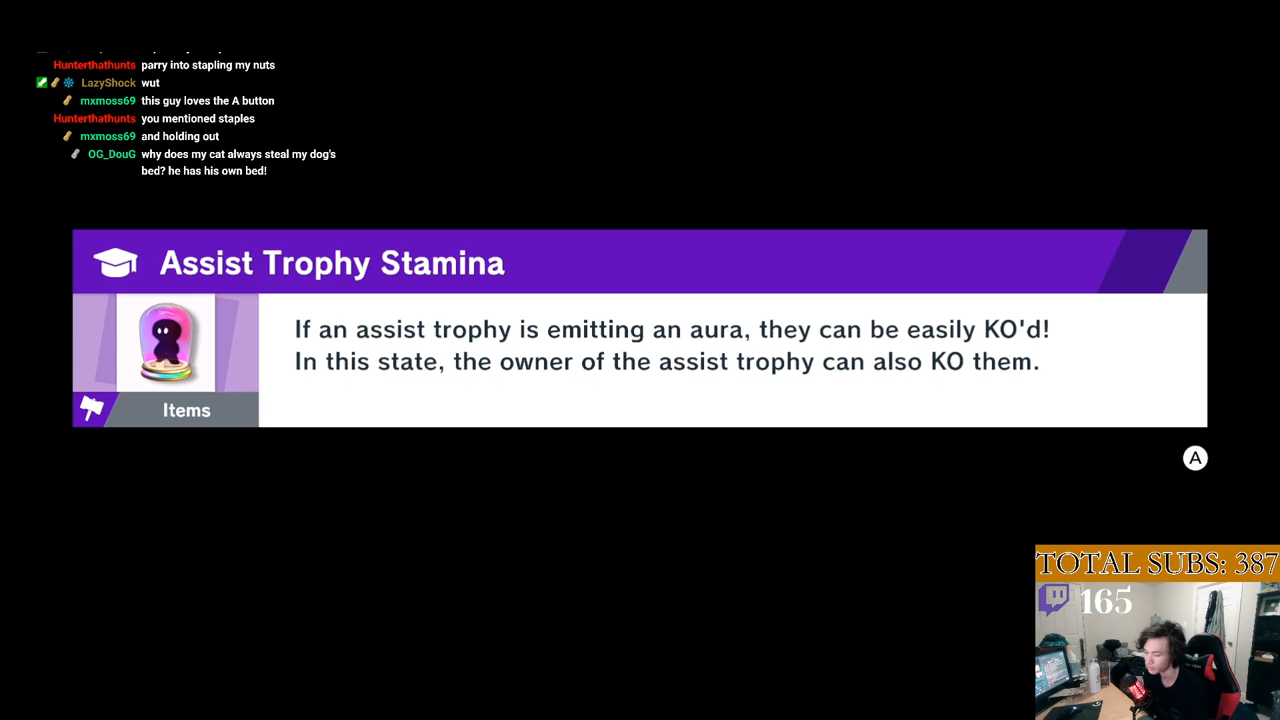 Hunterthathunts parry into stapling my nuts
LazyShock wut
mxmoss69 this guy loves the A button
Hunterthathunts you mentioned staples
mxmoss69 and holding out
OG_DouG why does my cat always steal my dog's
bed? he has his own bed!
Assist Trophy Stamina
If an assist trophy is emitting an aura, they can be easily KO'd!
In this state, the owner of the assist trophy can also KO them.
Items
A
TOTAL SUBS: 387
165